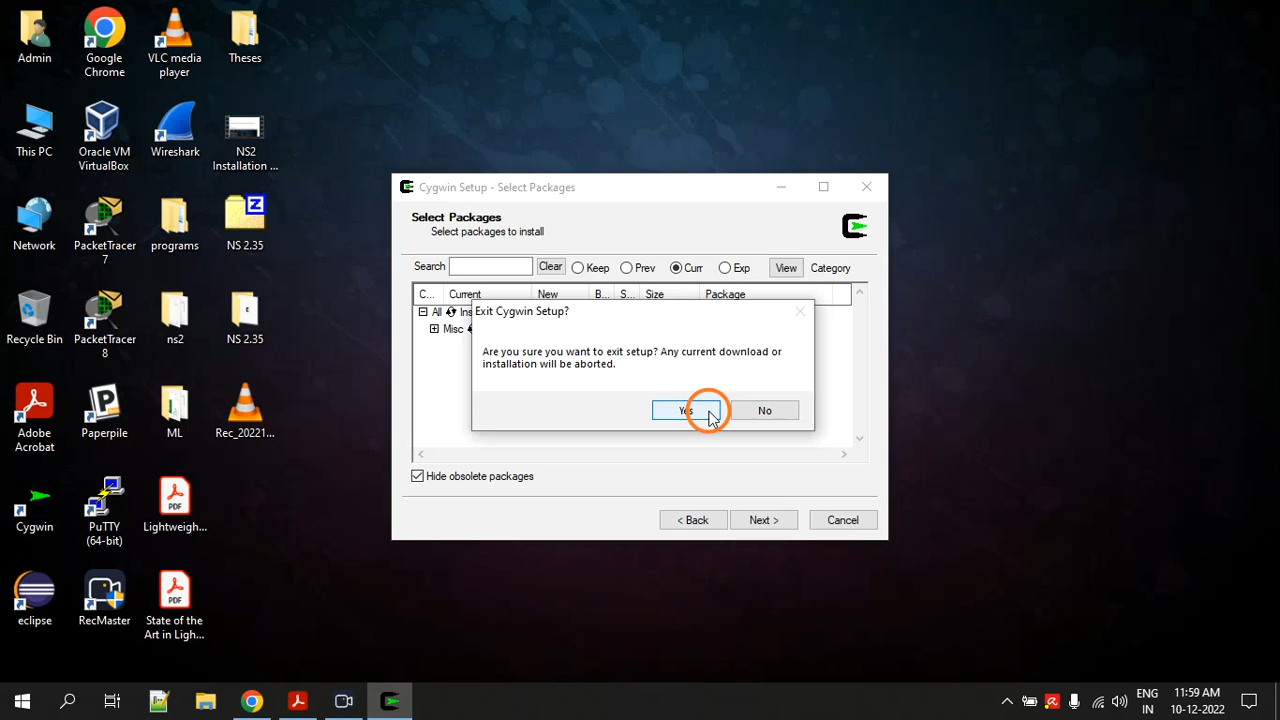 Admin
Google
Chrome
VLC media
player
Theses
This PC
Oracle VM
VirtualBox
Wireshark
NS2
Installation ...
Network
PacketTracer
7
programs
Z
NS 2.35
Recycle Bin
PacketTracer
8
ns2
NS 2.35
Adobe
Acrobat
Paperpile
ML
Rec_20221...
Cygwin
PuTTY
(64-bit)
PDF
Lightweigh...
eclipse
RecMaster
PDF
State of the
Art in Ligh...
Cygwin Setup - Select Packages
Select Packages
Select packages to install
Search
Clear
Keep
Prev
Curr
Exp
View
Category
C...
Current
New
B...
S...
Size
Package
All
Misc
Exit Cygwin Setup?
Are you sure you want to exit setup? Any current download or
installation will be aborted.
Yes
No
Hide obsolete packages
< Back
Next >
Cancel
ENG
IN
11:59 AM
10-12-2022